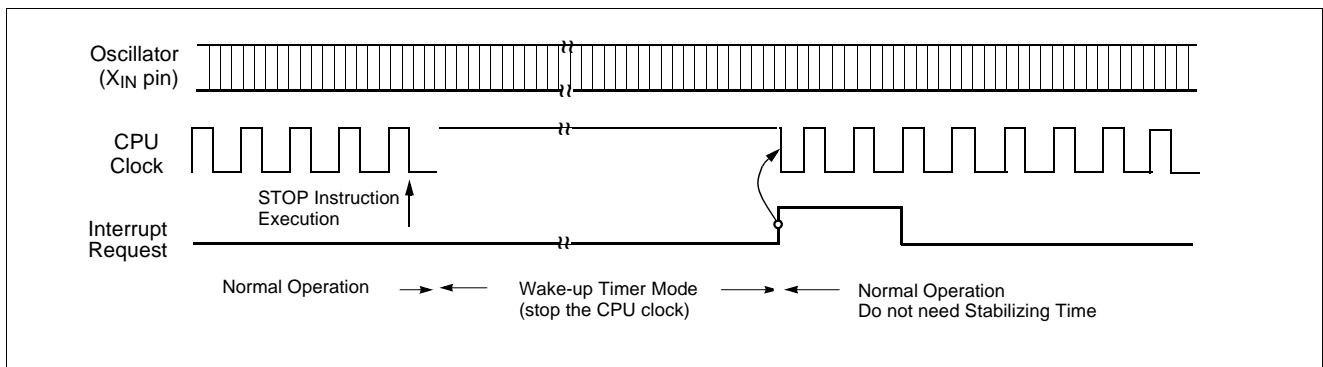 Oscillator
(XIN pin)
CPU
Clock
STOP Instruction
Execution
Interrupt
Request
Normal Operation
Wake-up Timer Mode
(stop the CPU clock)
Normal Operation
Do not need Stabilizing Time